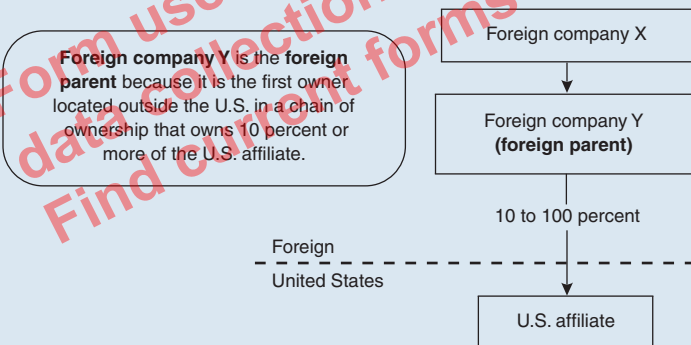 Foreign company Y is the foreign
parent because it is the first owner
located outside the U.S. in a chain of
ownership that owns 10 percent or
more of the U.S. affiliate.
Foreign company X
Foreign company Y
(foreign parent)
10 to 100 percent
Foreign
United States
U.S. affiliate
Form use
data collection
Find current forms